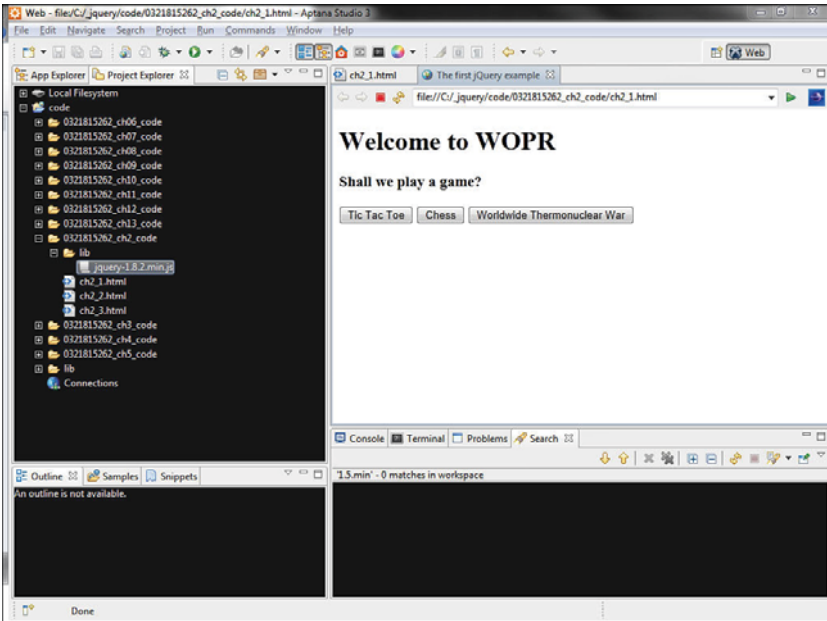 Web - file:/C:/_jquery/code/0321815262_ch2_code/ch2_1.html - Aptana Studio 3
File Edit Navigate Search Project Run Commands Window Help
Web
App Explorer Project Explorer
Local Filesystem
code
0321815262_ch06_code
0321815262_ch07_code
0321815262_ch08_code
0321815262_ch09_code
0321815262_ch10_code
0321815262_ch11_code
0321815262_ch12_code
0321815262_ch13_code
0321815262_ch2_code
lib
jquery-1.8.2.min.js
ch2_1.html
ch2_2.html
ch2_3.html
0321815262_ch3_code
0321815262_ch4_code
0321815262_ch5_code
lib
Connections
ch2_1.html The first jQuery example
file://C:/_jquery/code/0321815262_ch2_code/ch2_1.html
Welcome to WOPR
Shall we play a game?
Tic Tac Toe Chess Worldwide Thermonuclear War
Outline Samples Snippets
An outline is not available.
Console Terminal Problems Search
'1.5.min' - 0 matches in workspace
Done